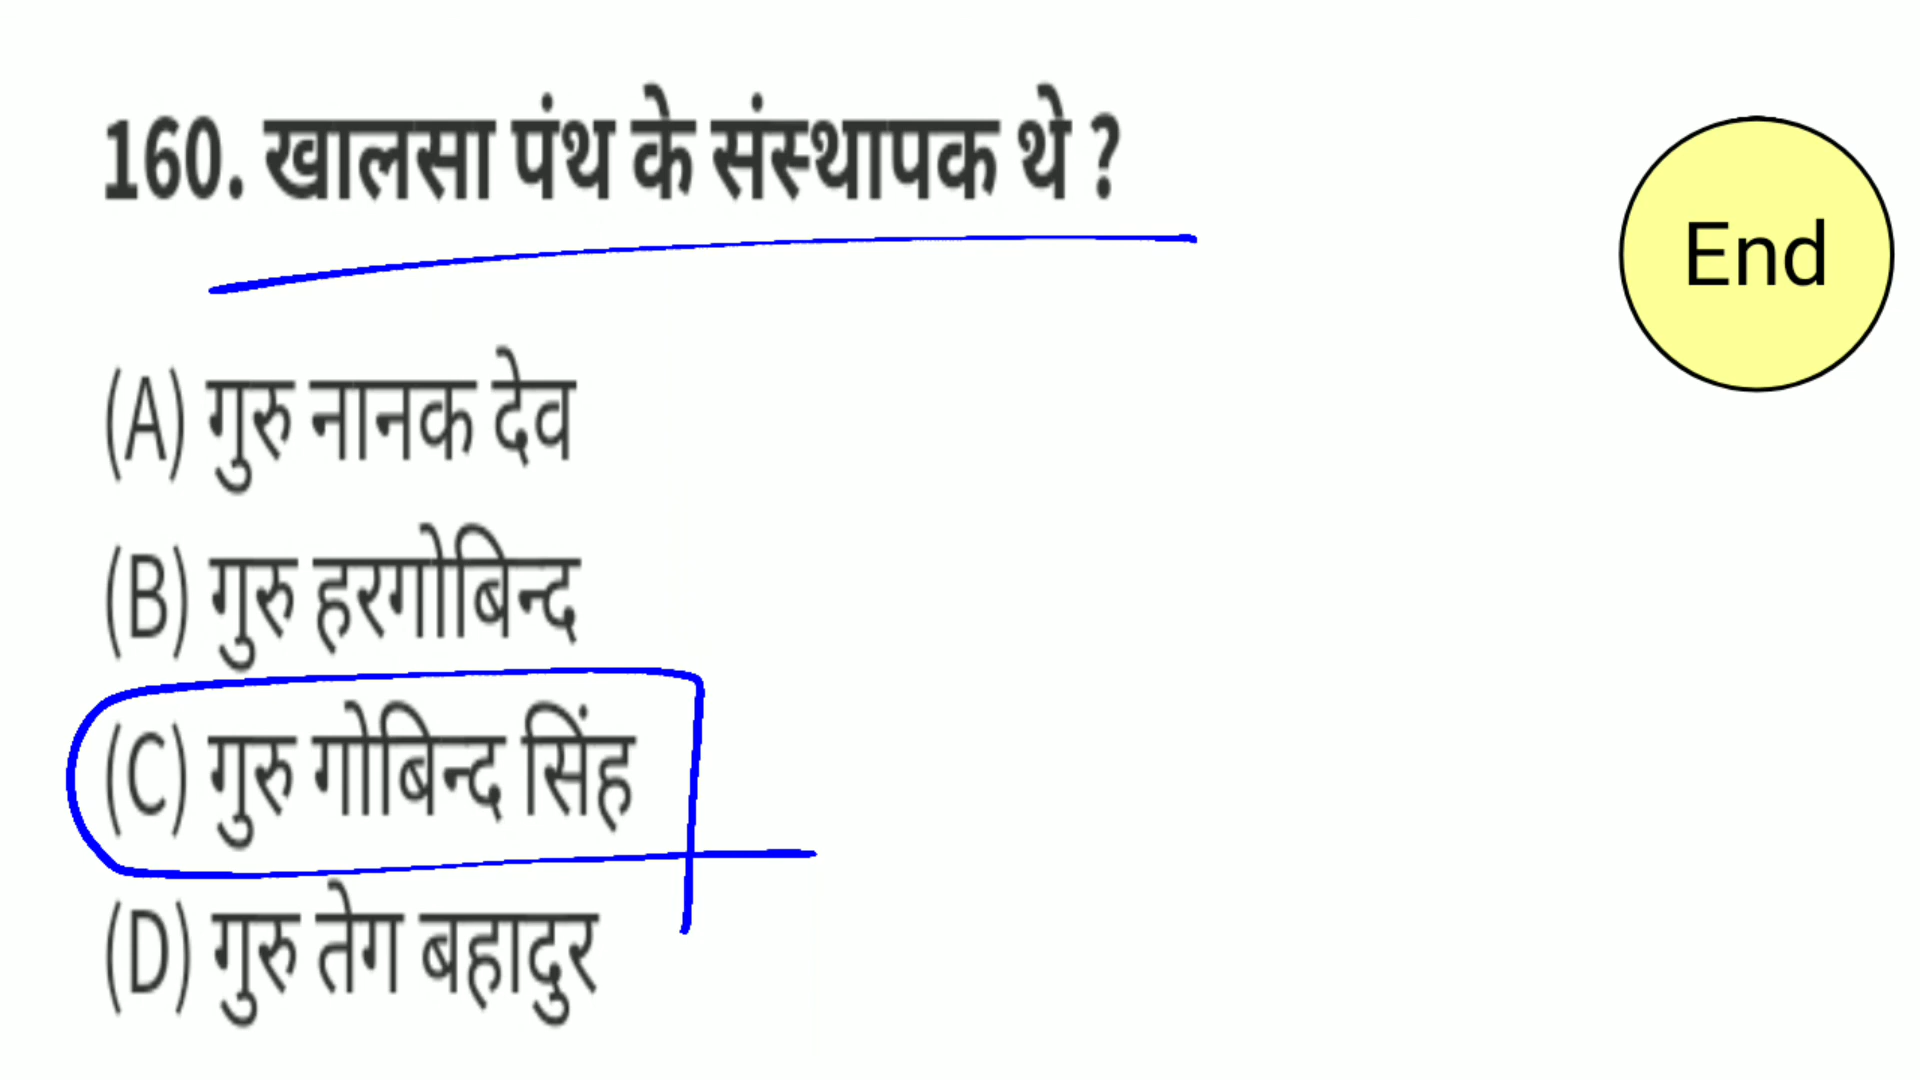 160. खालसा पंथ के संस्थापक थे ?
End
(A) गुरु नानक देव
(B) गुरु हरगोबिन्द
(C) गुरु गोबिन्द सिंह
(D) गुरु तेग बहादुर